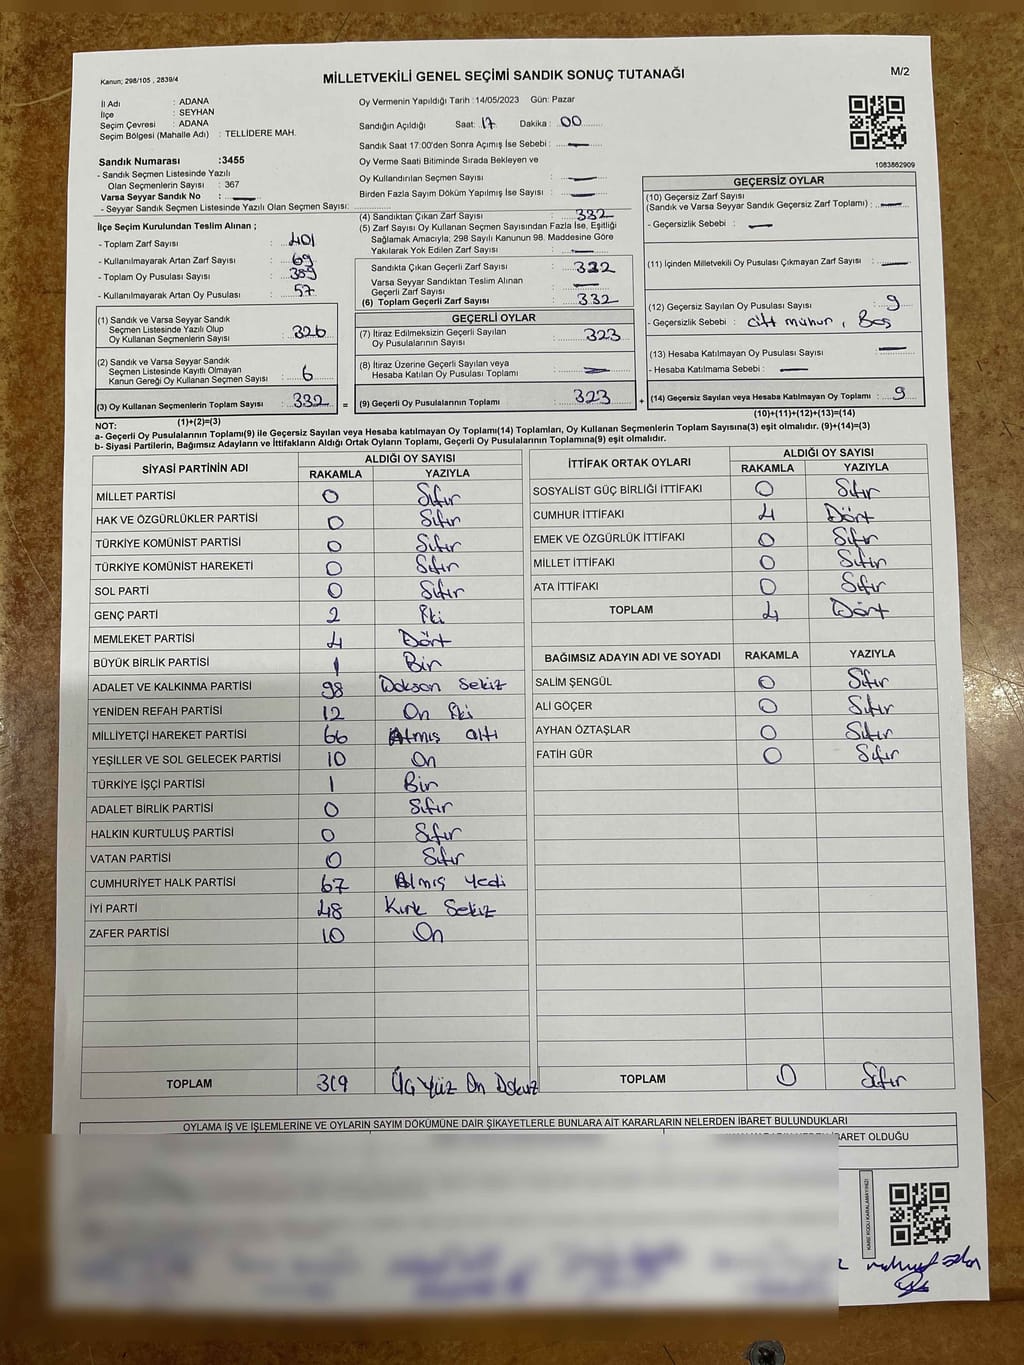 Kanun; 298/105 , 2839/4
MİLLETVEKİLİ GENEL SEÇİMİ SANDIK SONUÇ TUTANAĞI
M/2
İl Adı : ADANA
İlçe : SEYHAN
Seçim Çevresi : ADANA
Seçim Bölgesi (Mahalle Adı) : TELLİDERE MAH.
Sandık Numarası :3455
- Sandık Seçmen Listesinde Yazılı
Olan Seçmenlerin Sayısı : 367
Varsa Seyyar Sandık No : —
- Seyyar Sandık Seçmen Listesinde Yazılı Olan Seçmen Sayısı:
Oy Vermenin Yapıldığı Tarih : 14/05/2023 Gün: Pazar
Sandığın Açıldığı Saat: 17 Dakika : 00
Sandık Saat 17:00'den Sonra Açımış İse Sebebi : —
Oy Verme Saati Bitiminde Sırada Bekleyen ve
Oy Kullandırılan Seçmen Sayısı : —
Birden Fazla Sayım Döküm Yapılmış İse Sayısı : —
1083862909
İlçe Seçim Kurulundan Teslim Alınan ;
- Toplam Zarf Sayısı : 401
- Kullanılmayarak Artan Zarf Sayısı : 69
- Toplam Oy Pusulası Sayısı : 389
- Kullanılmayarak Artan Oy Pusulası : 57
(1) Sandık ve Varsa Seyyar Sandık
Seçmen Listesinde Yazılı Olup
Oy Kullanan Seçmenlerin Sayısı : 326
(2) Sandık ve Varsa Seyyar Sandık
Seçmen Listesinde Kayıtlı Olmayan
Kanun Gereği Oy Kullanan Seçmen Sayısı : 6
(3) Oy Kullanan Seçmenlerin Toplam Sayısı : 332 =
(1)+(2)=(3)
(4) Sandıktan Çıkan Zarf Sayısı : 332
(5) Zarf Sayısı Oy Kullanan Seçmen Sayısından Fazla İse, Eşitliği
Sağlamak Amacıyla; 298 Sayılı Kanunun 98. Maddesine Göre
Yakılarak Yok Edilen Zarf Sayısı : —
Sandıkta Çıkan Geçerli Zarf Sayısı : 332
Varsa Seyyar Sandıktan Teslim Alınan
Geçerli Zarf Sayısı : —
(6) Toplam Geçerli Zarf Sayısı : 332
GEÇERLİ OYLAR
(7) İtiraz Edilmeksizin Geçerli Sayılan
Oy Pusulalarının Sayısı : 323
(8) İtiraz Üzerine Geçerli Sayılan veya
Hesaba Katılan Oy Pusulası Toplamı : —
(9) Geçerli Oy Pusulalarının Toplamı : 323 +
GEÇERSİZ OYLAR
(10) Geçersiz Zarf Sayısı
(Sandık ve Varsa Seyyar Sandık Geçersiz Zarf Toplamı) : —
- Geçersizlik Sebebi : —
(11) İçinden Milletvekili Oy Pusulası Çıkmayan Zarf Sayısı : —
(12) Geçersiz Sayılan Oy Pusulası Sayısı : 9
- Geçersizlik Sebebi : çift mühür, Boş
(13) Hesaba Katılmayan Oy Pusulası Sayısı : —
- Hesaba Katılmama Sebebi : —
(14) Geçersiz Sayılan veya Hesaba Katılmayan Oy Toplamı : 9
(10)+(11)+(12)+(13)=(14)
NOT:
a- Geçerli Oy Pusulalarının Toplamı(9) ile Geçersiz Sayılan veya Hesaba Katılmayan Oy Toplamı(14) Toplamları, Oy Kullanan Seçmenlerin Toplam Sayısına(3) eşit olmalıdır. (9)+(14)=(3)
b- Siyasi Partilerin, Bağımsız Adayların ve İttifakların Aldığı Ortak Oyların Toplamı, Geçerli Oy Pusulalarının Toplamına(9) eşit olmalıdır.
SİYASİ PARTİNİN ADI ALDIĞI OY SAYISI
RAKAMLA YAZIYLA
MİLLET PARTİSİ 0 Sıfır
HAK VE ÖZGÜRLÜKLER PARTİSİ 0 Sıfır
TÜRKİYE KOMÜNİST PARTİSİ 0 Sıfır
TÜRKİYE KOMÜNİST HAREKETİ 0 Sıfır
SOL PARTİ 0 Sıfır
GENÇ PARTİ 2 İki
MEMLEKET PARTİSİ 4 Dört
BÜYÜK BİRLİK PARTİSİ 1 Bir
ADALET VE KALKINMA PARTİSİ 98 Doksan Sekiz
YENİDEN REFAH PARTİSİ 12 On İki
MİLLİYETÇİ HAREKET PARTİSİ 66 Altmış altı
YEŞİLLER VE SOL GELECEK PARTİSİ 10 On
TÜRKİYE İŞÇİ PARTİSİ 1 Bir
ADALET BİRLİK PARTİSİ 0 Sıfır
HALKIN KURTULUŞ PARTİSİ 0 Sıfır
VATAN PARTİSİ 0 Sıfır
CUMHURİYET HALK PARTİSİ 67 Altmış Yedi
İYİ PARTİ 48 Kırk Sekiz
ZAFER PARTİSİ 10 On
TOPLAM 319 Üç Yüz On Dokuz
İTTİFAK ORTAK OYLARI ALDIĞI OY SAYISI
RAKAMLA YAZIYLA
SOSYALİST GÜÇ BİRLİĞİ İTTİFAKI 0 Sıfır
CUMHUR İTTİFAKI 4 Dört
EMEK VE ÖZGÜRLÜK İTTİFAKI 0 Sıfır
MİLLET İTTİFAKI 0 Sıfır
ATA İTTİFAKI 0 Sıfır
TOPLAM 4 Dört
BAĞIMSIZ ADAYIN ADI VE SOYADI RAKAMLA YAZIYLA
SALİM ŞENGÜL 0 Sıfır
ALİ GÖÇER 0 Sıfır
AYHAN ÖZTAŞLAR 0 Sıfır
FATİH GÜR 0 Sıfır
TOPLAM 0 Sıfır
OYLAMA İŞ VE İŞLEMLERİNE VE OYLARIN SAYIM DÖKÜMÜNE DAİR ŞİKAYETLERLE BUNLARA AİT KARARLARIN NELERDEN İBARET BULUNDUKLARI
İBARET OLDUĞU
KARE KODU KARALAMAYINIZ!